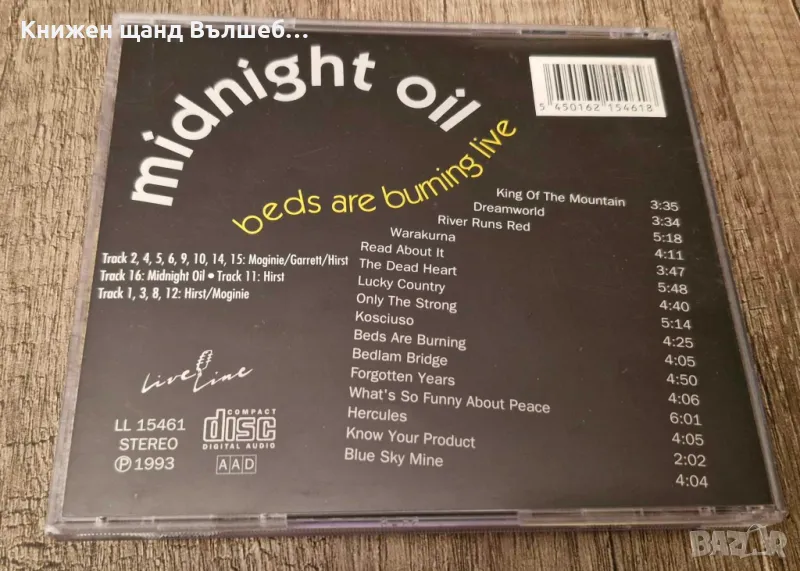 Книжен щанд Вълшеб...
midnight oil
beds are burning live
5 450162 154618
King Of The Mountain 3:35
Dreamworld 3:34
River Runs Red 5:18
Warakurna 4:11
Read About It 3:47
The Dead Heart 5:48
Lucky Country 4:40
Only The Strong 5:14
Kosciuso 4:25
Beds Are Burning 4:05
Bedlam Bridge 4:50
Forgotten Years 4:06
What's So Funny About Peace 6:01
Hercules 4:05
Know Your Product 2:02
Blue Sky Mine 4:04
Track 2, 4, 5, 6, 9, 10, 14, 15: Moginie/Garrett/Hirst
Track 16: Midnight Oil • Track 11: Hirst
Track 1, 3, 8, 12: Hirst/Moginie
Live Line
LL 15461
STEREO
℗ 1993
COMPACT
disc
DIGITAL AUDIO
AAD
BAZAR